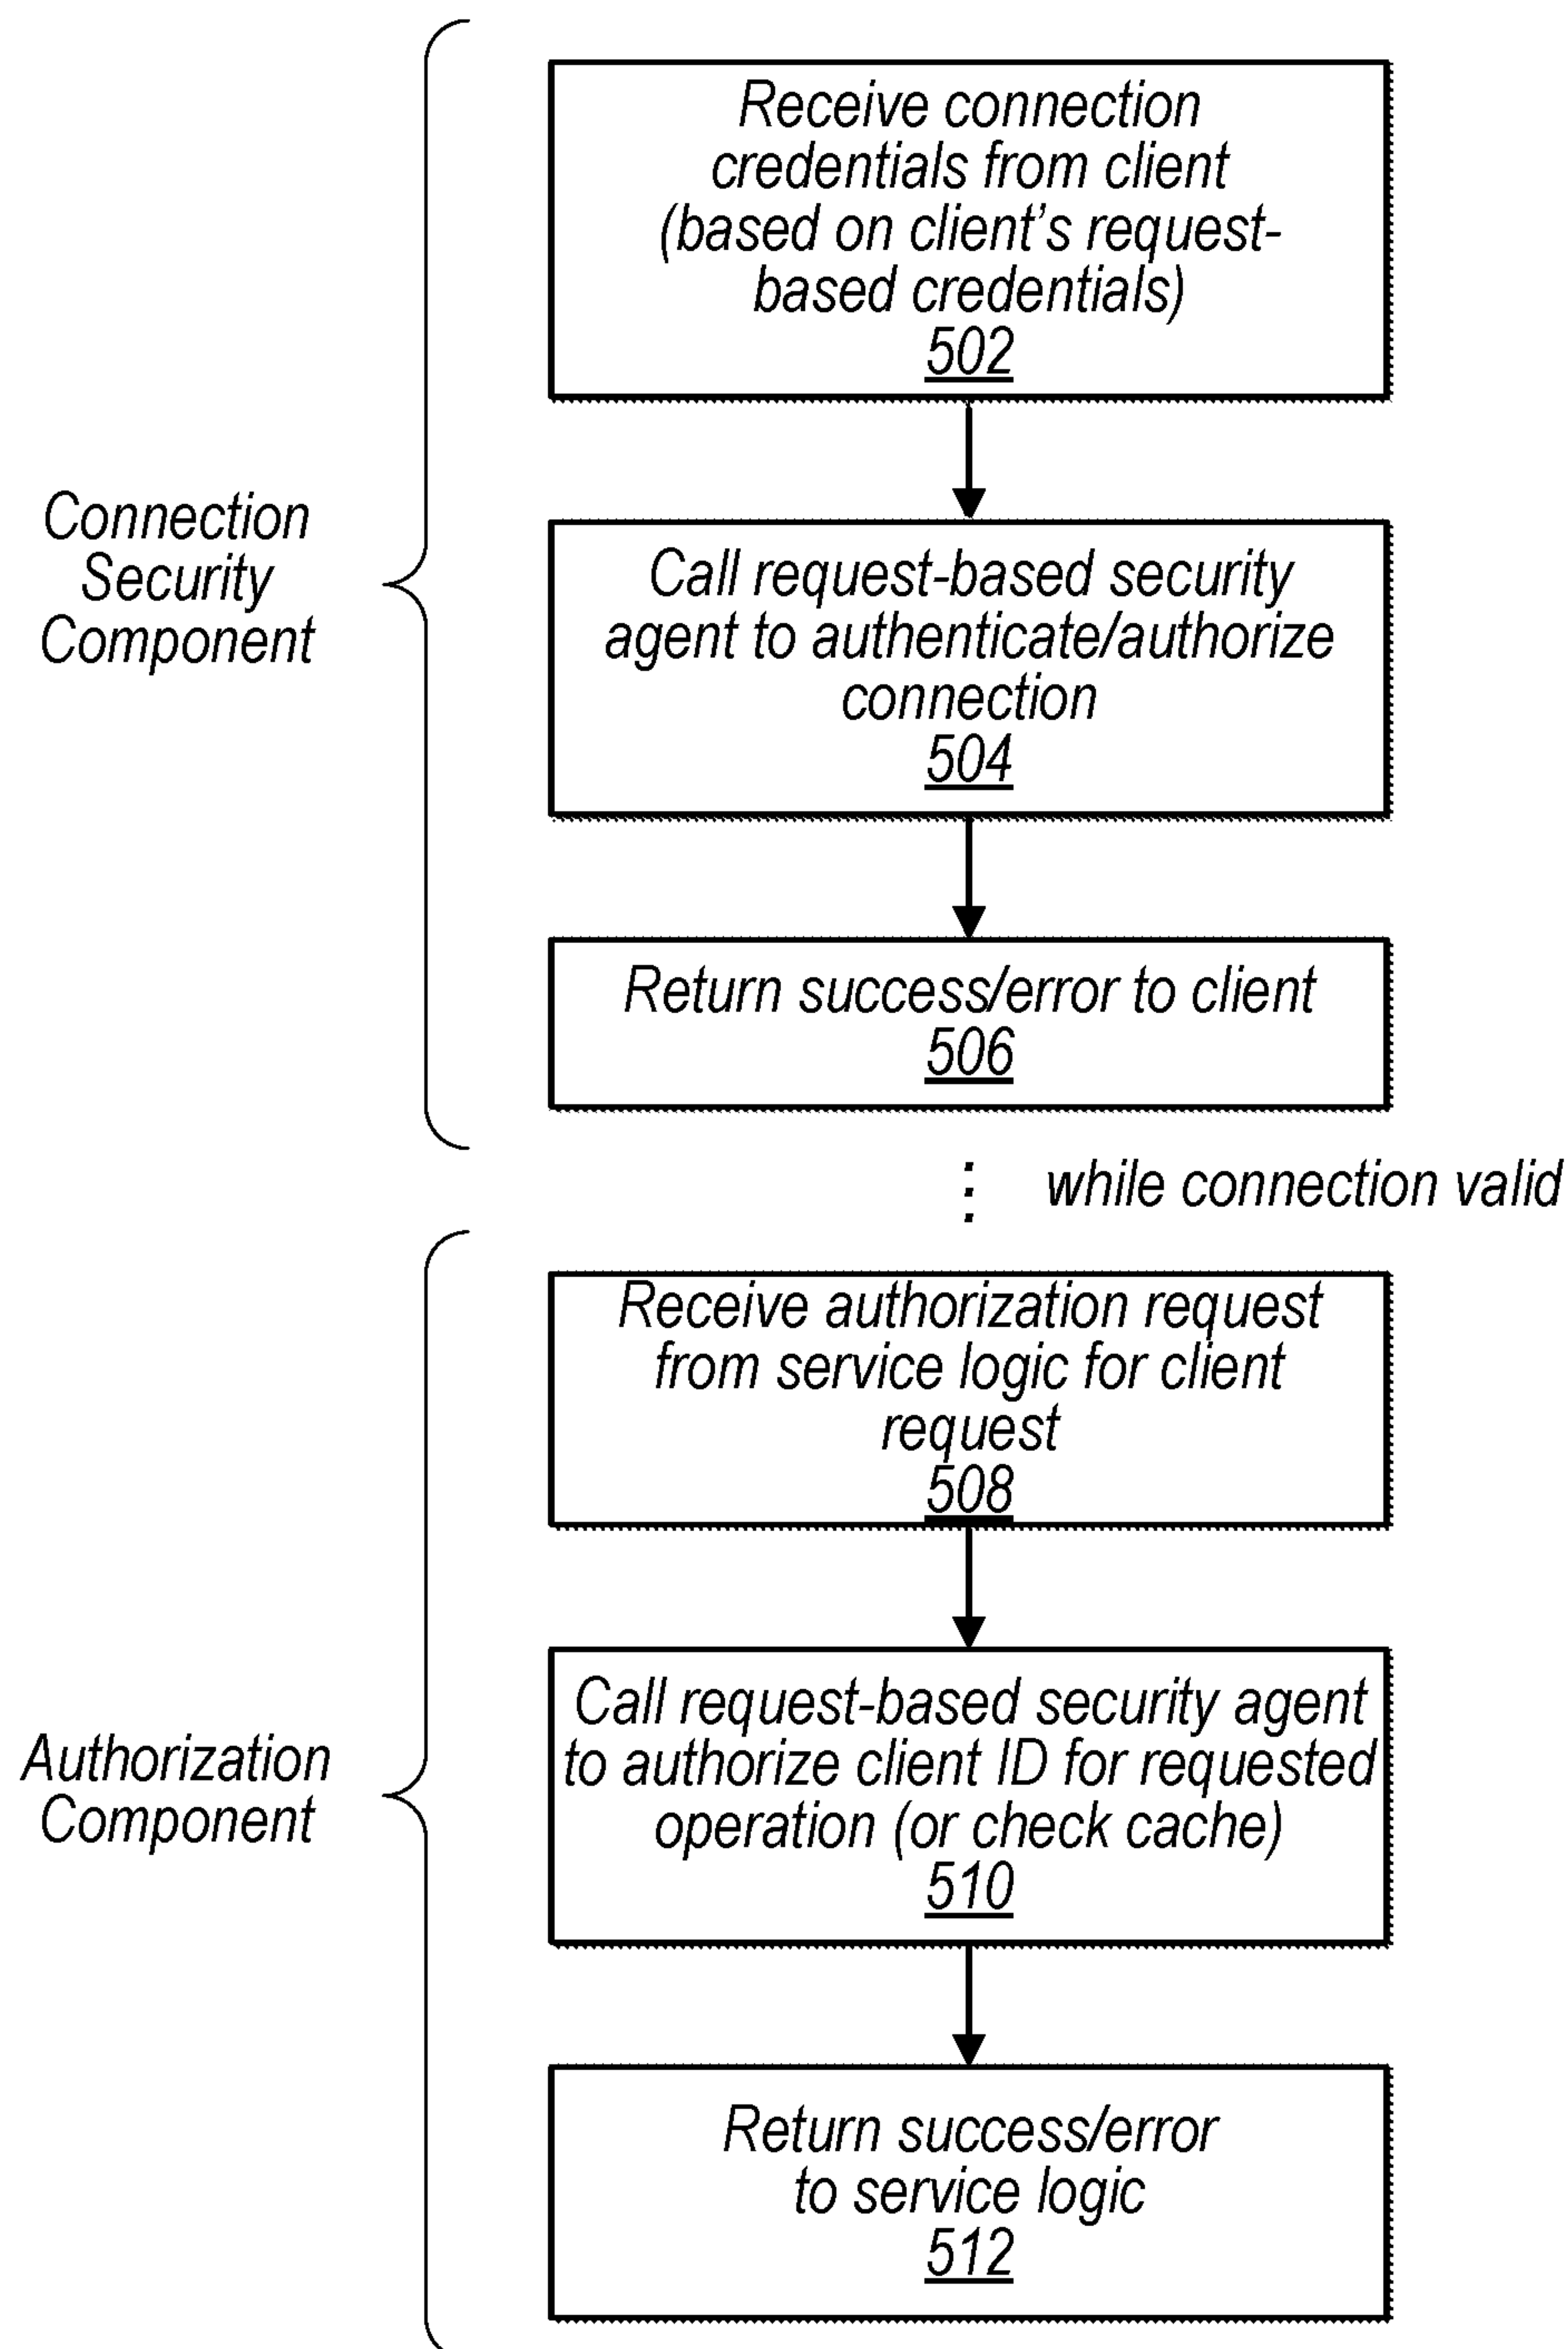 Receive connection
credentials from client
(based on client’s request-
based credentials)
502
Connection
Security
Component
Call request-based security
agent to authenticate/authorize
connection
504
Return success/error to client
506
while connection valid
Receive authorization request
from service logic for client
request
508
Authorization
Component
Call request-based security agent
to authorize client ID for requested
operation (or check cache)
510
Return success/error
to service logic
512